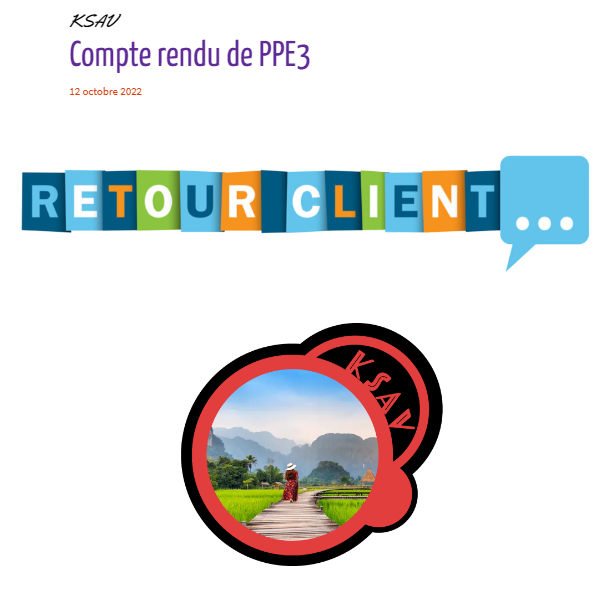 KSAV
Compte rendu de PPE3
12 octobre 2022
RETOUR CLIENT
KSAV